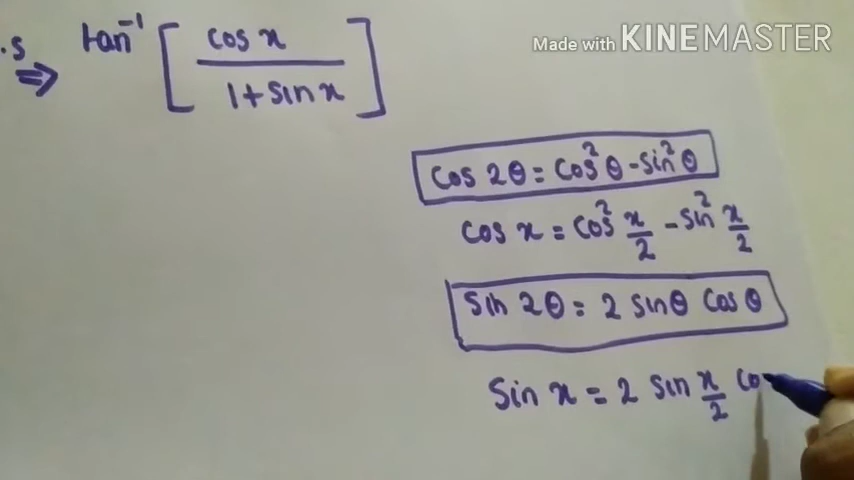 Made with KINEMASTER
.S ⇒ tan⁻¹ [ cos x / 1 + sin x ]
cos 2θ = cos²θ - sin²θ
cos x = cos² x/2 - sin² x/2
sin 2θ = 2 sinθ cosθ
sin x = 2 sin x/2 co